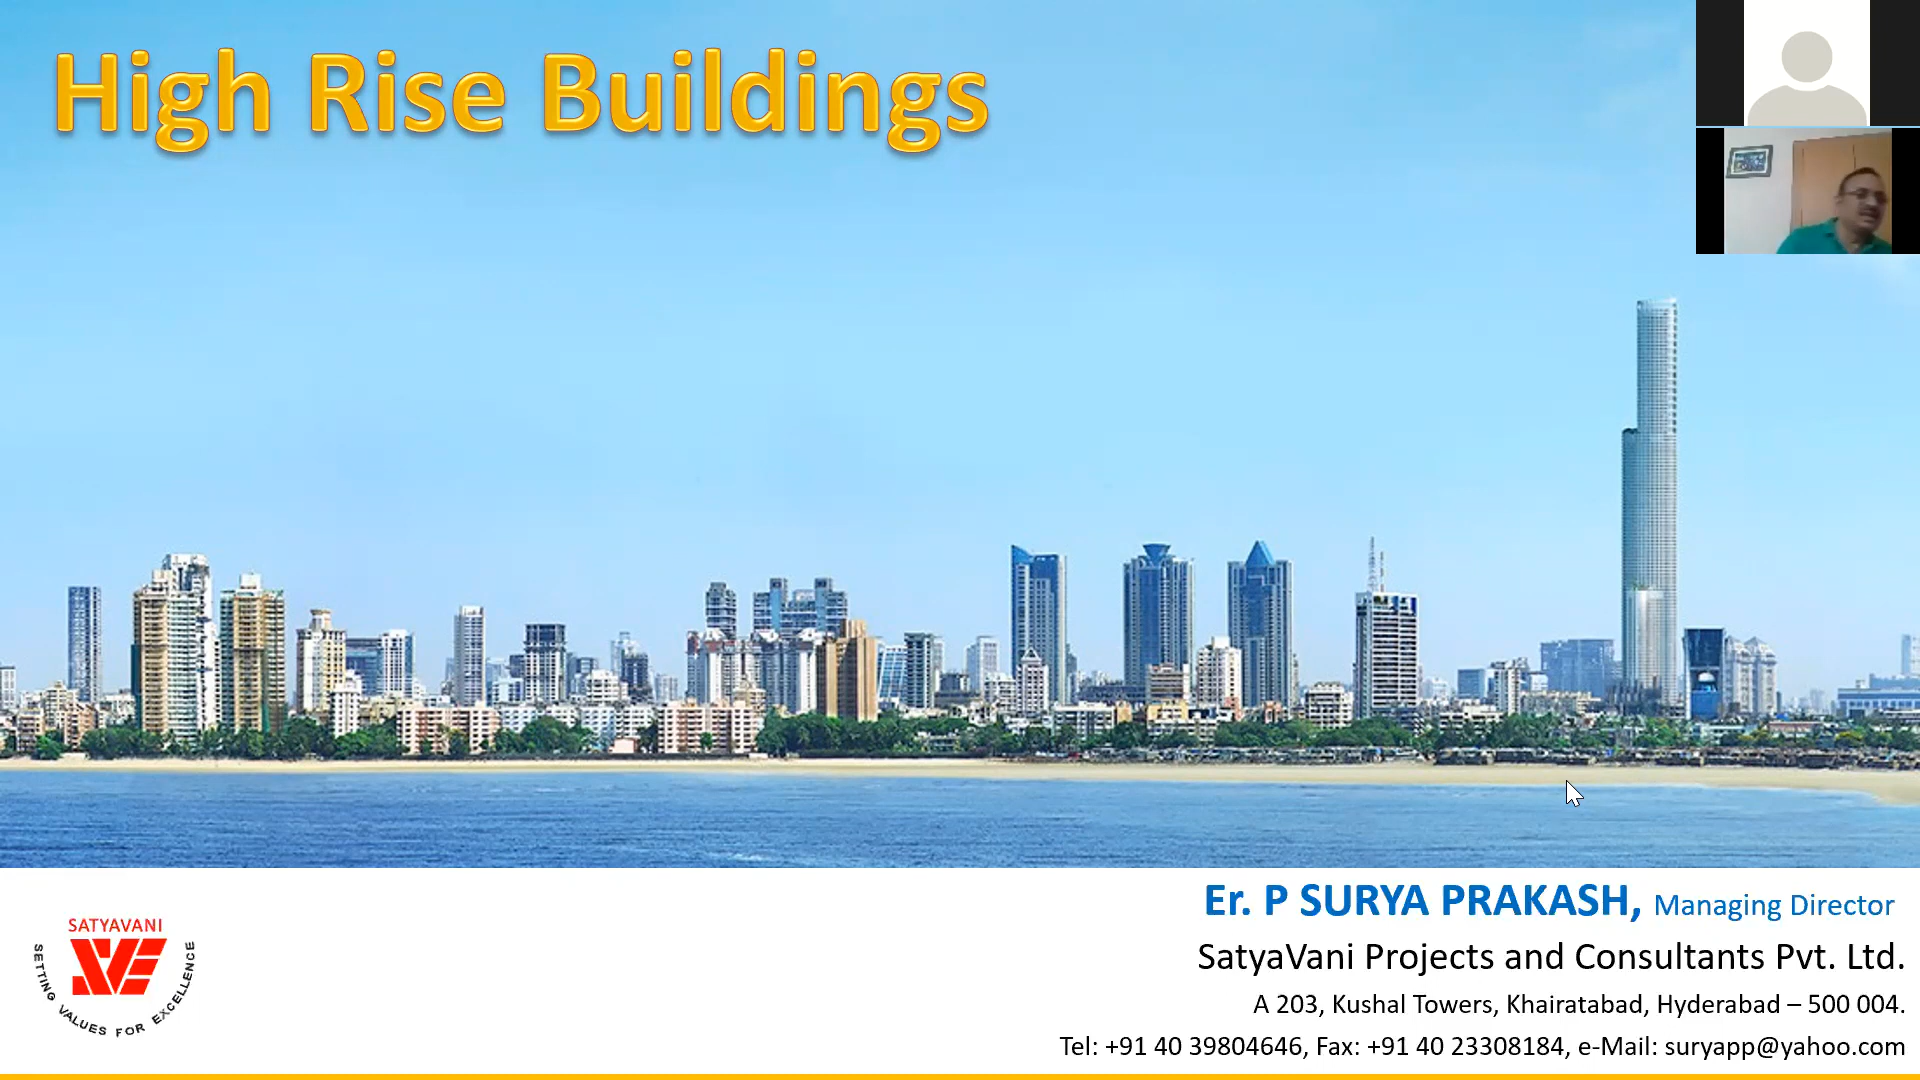 High Rise Buildings
Er. P SURYA PRAKASH, Managing Director
SatyaVani Projects and Consultants Pvt. Ltd.
A 203, Kushal Towers, Khairatabad, Hyderabad – 500 004.
Tel: +91 40 39804646, Fax: +91 40 23308184, e-Mail: suryapp@yahoo.com
SATYAVANI
SVE
SETTING VALUES FOR EXCELLENCE